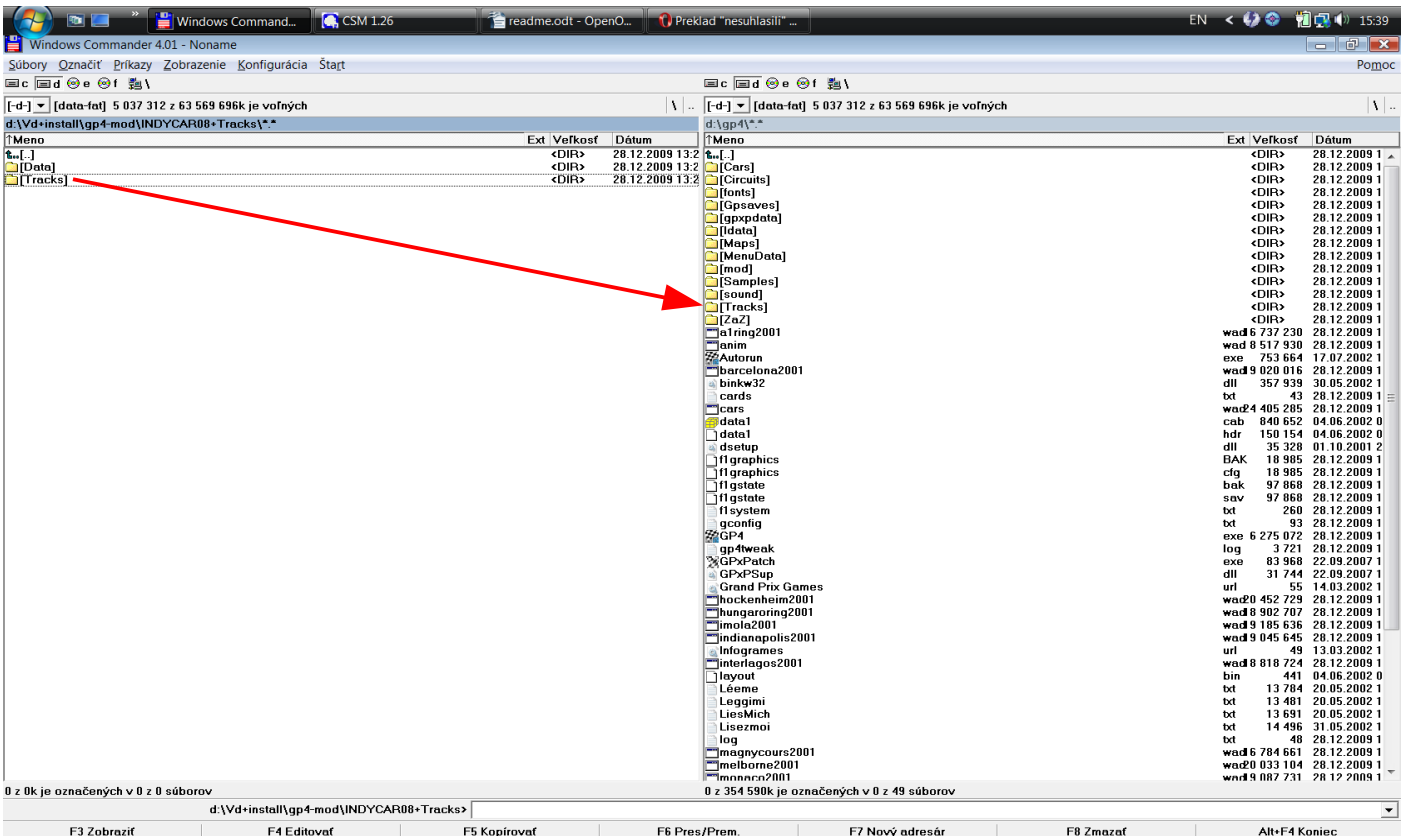 Windows Command...
CSM 1.26
readme.odt - OpenO...
Preklad "nesuhlasili" ...
EN
15:39
Windows Commander 4.01 - Noname
Súbory Označiť Príkazy Zobrazenie Konfigurácia Štart
Pomoc
c d e f \
c d e f \
[-d-] [data-fat] 5 037 312 z 63 569 696k je voľných \ ..
[-d-] [data-fat] 5 037 312 z 63 569 696k je voľných \ ..
d:\Vd+install\gp4-mod\INDYCAR08+Tracks\*.*
↑Meno Ext Veľkosť Dátum
[..] <DIR> 28.12.2009 13:2
[Data] <DIR> 28.12.2009 13:2
[Tracks] <DIR> 28.12.2009 13:2
d:\gp4\*.*
↑Meno Ext Veľkosť Dátum
[..] <DIR> 28.12.2009 1
[Cars] <DIR> 28.12.2009 1
[Circuits] <DIR> 28.12.2009 1
[fonts] <DIR> 28.12.2009 1
[Gpsaves] <DIR> 28.12.2009 1
[gpxpdata] <DIR> 28.12.2009 1
[ldata] <DIR> 28.12.2009 1
[Maps] <DIR> 28.12.2009 1
[MenuData] <DIR> 28.12.2009 1
[mod] <DIR> 28.12.2009 1
[Samples] <DIR> 28.12.2009 1
[sound] <DIR> 28.12.2009 1
[Tracks] <DIR> 28.12.2009 1
[ZaZ] <DIR> 28.12.2009 1
a1ring2001 wad 16 737 230 28.12.2009 1
anim wad 8 517 930 28.12.2009 1
Autorun exe 753 664 17.07.2002 1
barcelona2001 wad 19 020 016 28.12.2009 1
binkw32 dll 357 939 30.05.2002 1
cards txt 43 28.12.2009 1
cars wad 24 405 285 28.12.2009 1
data1 cab 840 652 04.06.2002 0
data1 hdr 150 154 04.06.2002 0
dsetup dll 35 328 01.10.2001 2
f1graphics BAK 18 985 28.12.2009 1
f1graphics cfg 18 985 28.12.2009 1
f1gstate bak 97 868 28.12.2009 1
f1gstate sav 97 868 28.12.2009 1
f1system txt 260 28.12.2009 1
gconfig txt 93 28.12.2009 1
GP4 exe 6 275 072 28.12.2009 1
gp4tweak log 3 721 28.12.2009 1
GPxPatch exe 83 968 22.09.2007 1
GPxPSup dll 31 744 22.09.2007 1
Grand Prix Games url 55 14.03.2002 1
hockenheim2001 wad 20 452 729 28.12.2009 1
hungaroring2001 wad 18 902 707 28.12.2009 1
imola2001 wad 19 185 636 28.12.2009 1
indianapolis2001 wad 19 045 645 28.12.2009 1
Infogrames url 49 13.03.2002 1
interlagos2001 wad 18 818 724 28.12.2009 1
layout bin 441 04.06.2002 0
Léeme txt 13 784 20.05.2002 1
Leggimi txt 13 481 20.05.2002 1
LiesMich txt 13 691 20.05.2002 1
Lisezmoi txt 14 496 31.05.2002 1
log txt 48 28.12.2009 1
magnycours2001 wad 16 784 661 28.12.2009 1
melborne2001 wad 20 033 104 28.12.2009 1
monaco2001 wad 19 087 731 28.12.2009 1
0 z 0k je označených v 0 z 0 súborov
0 z 354 590k je označených v 0 z 49 súborov
d:\Vd+install\gp4-mod\INDYCAR08+Tracks>
F3 Zobraziť F4 Editovať F5 Kopírovať F6 Pres/Prem. F7 Nový adresár F8 Zmazať Alt+F4 Koniec